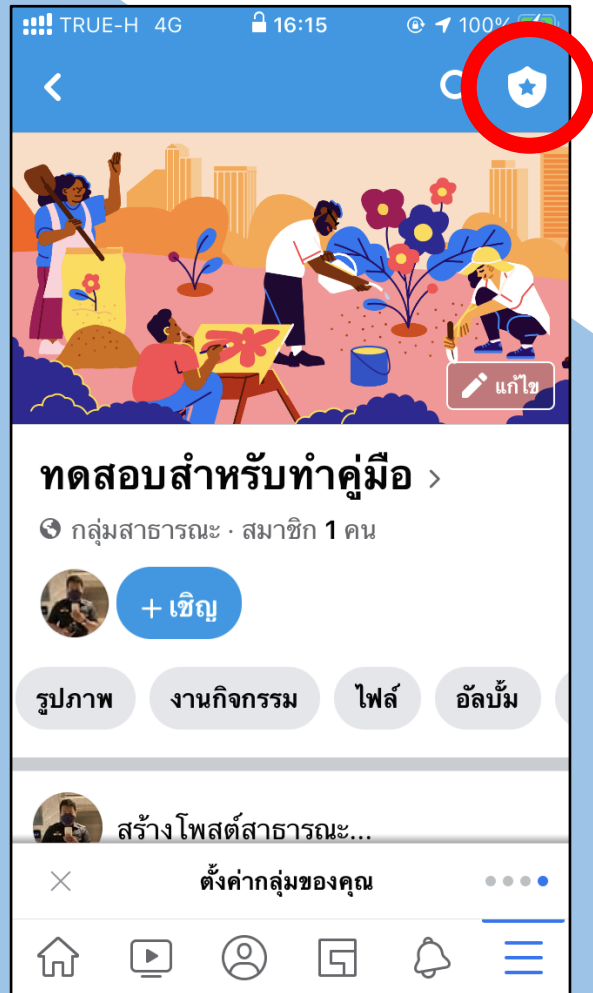 TRUE-H 4G 16:15 100%
แก้ไข
ทดสอบสำหรับทำคู่มือ
กลุ่มสาธารณะ · สมาชิก 1 คน
+ เชิญ
รูปภาพ งานกิจกรรม ไฟล์ อัลบั้ม
สร้างโพสต์สาธารณะ...
ตั้งค่ากลุ่มของคุณ